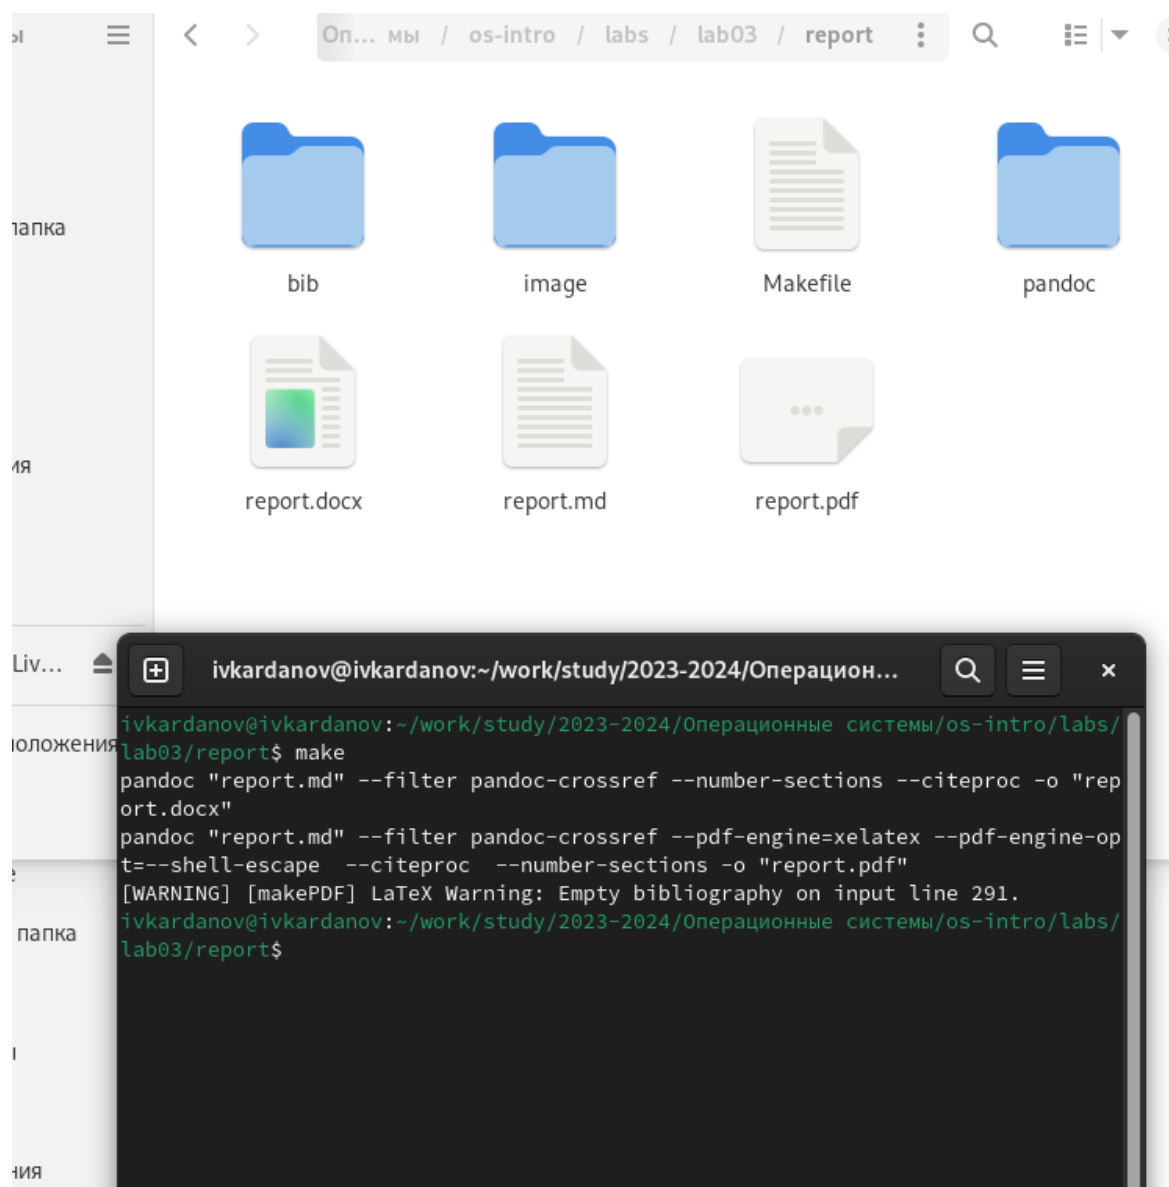 Оп... мы / os-intro / labs / lab03 / report
папка
bib
image
Makefile
pandoc
ия
report.docx
report.md
report.pdf
Liv...
ivkardanov@ivkardanov:~/work/study/2023-2024/Операцион...
оложения
ivkardanov@ivkardanov:~/work/study/2023-2024/Операционные системы/os-intro/labs/
lab03/report$ make
pandoc "report.md" --filter pandoc-crossref --number-sections --citeproc -o "rep
ort.docx"
pandoc "report.md" --filter pandoc-crossref --pdf-engine=xelatex --pdf-engine-op
t=--shell-escape  --citeproc  --number-sections -o "report.pdf"
[WARNING] [makePDF] LaTeX Warning: Empty bibliography on input line 291.
ivkardanov@ivkardanov:~/work/study/2023-2024/Операционные системы/os-intro/labs/
lab03/report$
папка
ния